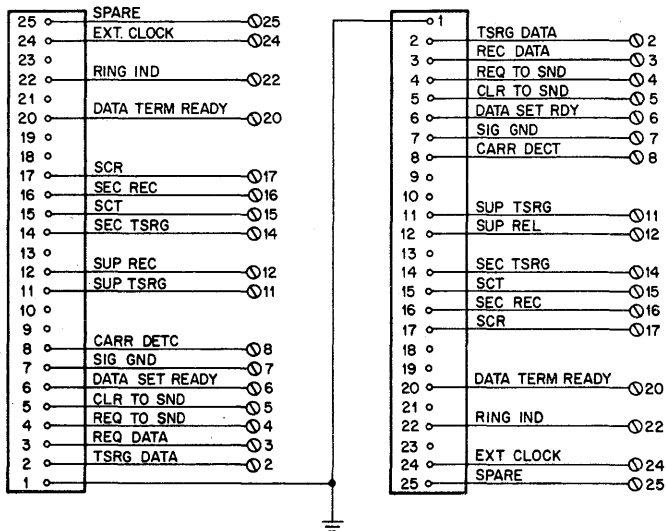 25 SPARE 25
24 EXT. CLOCK 24
23
22 RING IND 22
21
20 DATA TERM READY 20
19
18
17 SCR 17
16 SEC REC 16
15 SCT 15
14 SEC TSRG 14
13
12 SUP REC 12
11 SUP TSRG 11
10
9
8 CARR DETC 8
7 SIG GND 7
6 DATA SET READY 6
5 CLR TO SND 5
4 REQ TO SND 4
3 REQ DATA 3
2 TSRG DATA 2
1
1
2 TSRG DATA 2
3 REC DATA 3
4 REQ TO SND 4
5 CLR TO SND 5
6 DATA SET RDY 6
7 SIG GND 7
8 CARR DECT 8
9
10
11 SUP TSRG 11
12 SUP REL 12
13
14 SEC TSRG 14
15 SCT 15
16 SEC REC 16
17 SCR 17
18
19
20 DATA TERM READY 20
21
22 RING IND 22
23
24 EXT CLOCK 24
25 SPARE 25